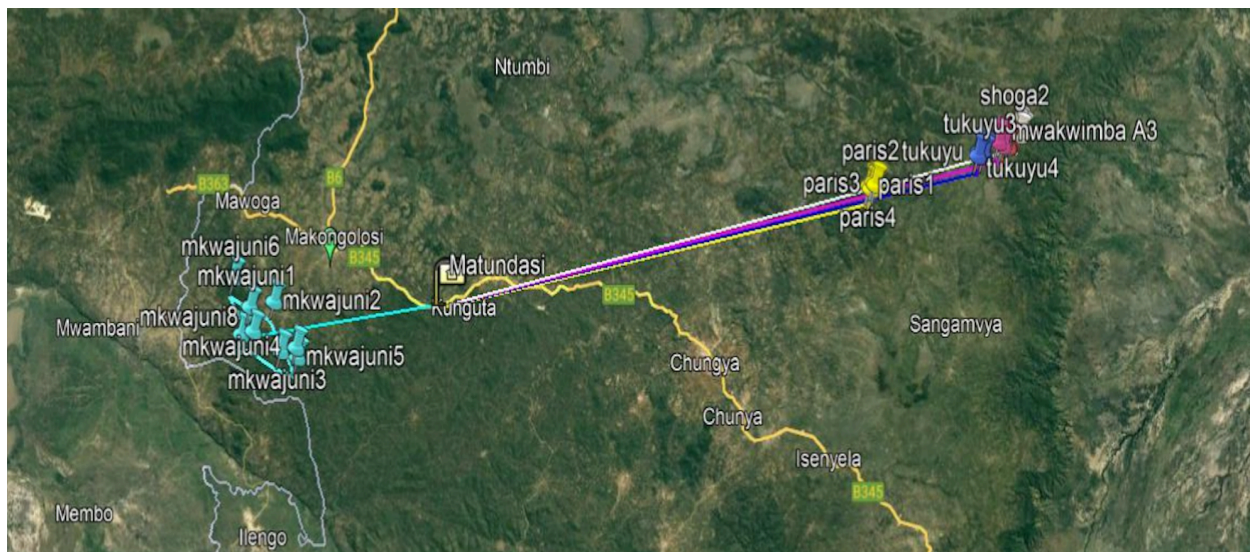 Ntumbi
shoga2
tukuyu3
mwakwimba A3
paris2
tukuyu
tukuyu4
paris3
paris1
paris4
B363
B6
Mawoga
Makongolosi
mkwajuni6
B345
Matundasi
mkwajuni1
mkwajuni2
B345
Kunguta
mkwajuni8
Mwambani
Sangamvya
mkwajuni4
mkwajuni5
mkwajuni3
Chungya
Chunya
Isenyela
B345
Membo
Ilengo